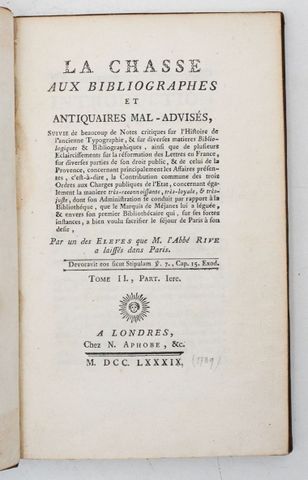 LA CHASSE
AUX BIBLIOGRAPHES
ET
ANTIQUAIRES MAL-ADVISÉS,
SUIVIE de beaucoup de Notes critiques sur l'Histoire de
l'ancienne Typographie, & sur diverses matieres Biblio-
logiques & Bibliographiques, ainsi que de plusieurs
Eclaircissements sur la réformation des Lettres en France,
sur diverses parties de son droit public, & de celui de la
Provence, concernant principalement les Affaires présen-
tes, c'est-à-dire, la Contribution commune des trois
Ordres aux Charges publiques de l'Etat, concernant éga-
lement la maniere très-reconnoissante, très-loyale, & très-
juste, dont son Administration se conduit par rapport à la
Bibliothéque, que le Marquis de Méjanes lui a léguée,
& envers son premier Bibliothécaire qui, sur ses fortes
instances, a bien voulu sacrifier le séjour de Paris à son
desir,
Par un des ELEVES que M. l'Abbé RIVE
a laissés dans Paris.
Devoravit eos sicut Stipulam ℣. 7., Cap. 15. Exod.
TOME II., PART. Iere.
A LONDRES,
Chez N. APHOBE, &c.
M. DCC. LXXXIX. (1789)